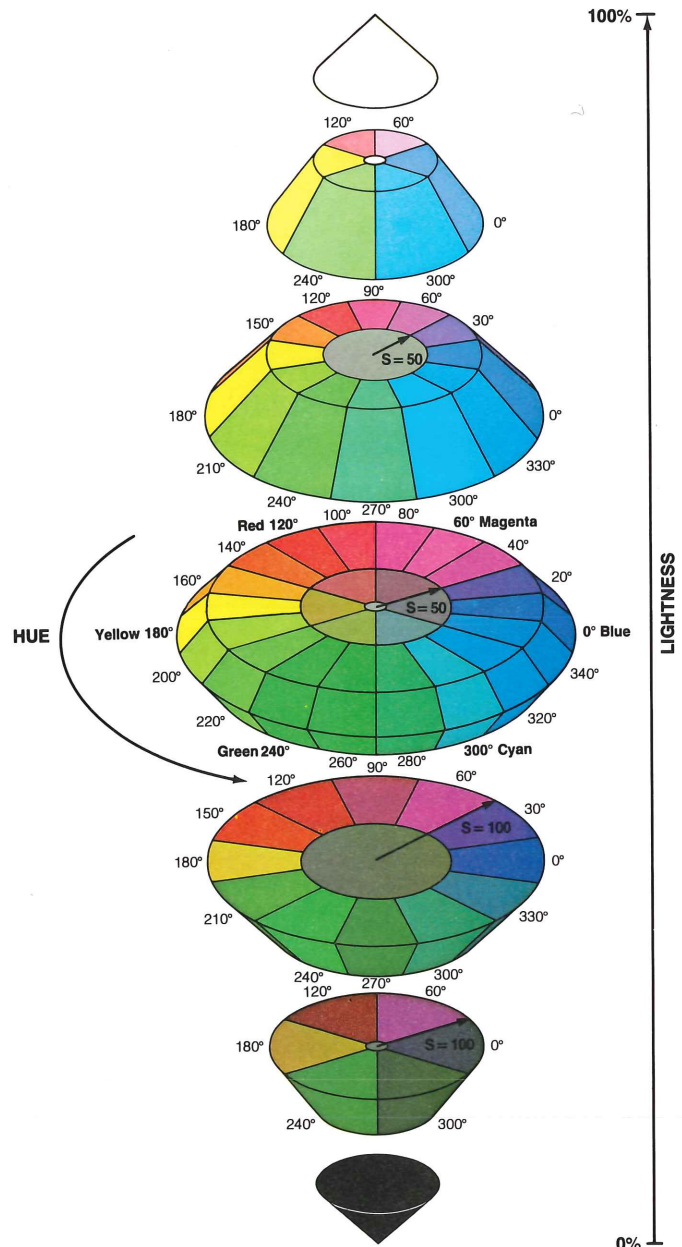 100%
120° 60°
180° 0°
240° 300°
120° 90° 60°
150° 30°
S = 50
180° 0°
210° 330°
240° 270° 300°
Red 120° 100° 80° 60° Magenta
140° 40°
160° 20°
S = 50
HUE
Yellow 180° 0° Blue
LIGHTNESS
200° 340°
220° 320°
Green 240° 260° 280° 300° Cyan
120° 90° 60°
150° 30°
S = 100
180° 0°
210° 330°
240° 270° 300°
120° 60°
S = 100
180° 0°
240° 300°
0%